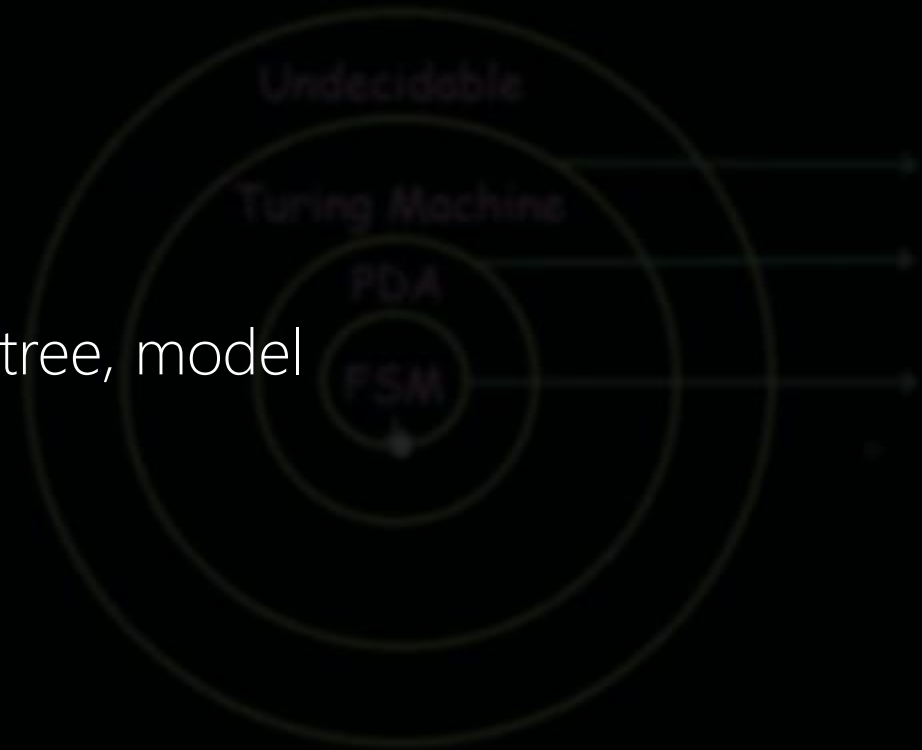 Undecidable
Turing Machine
PDA
tree, model
FSM